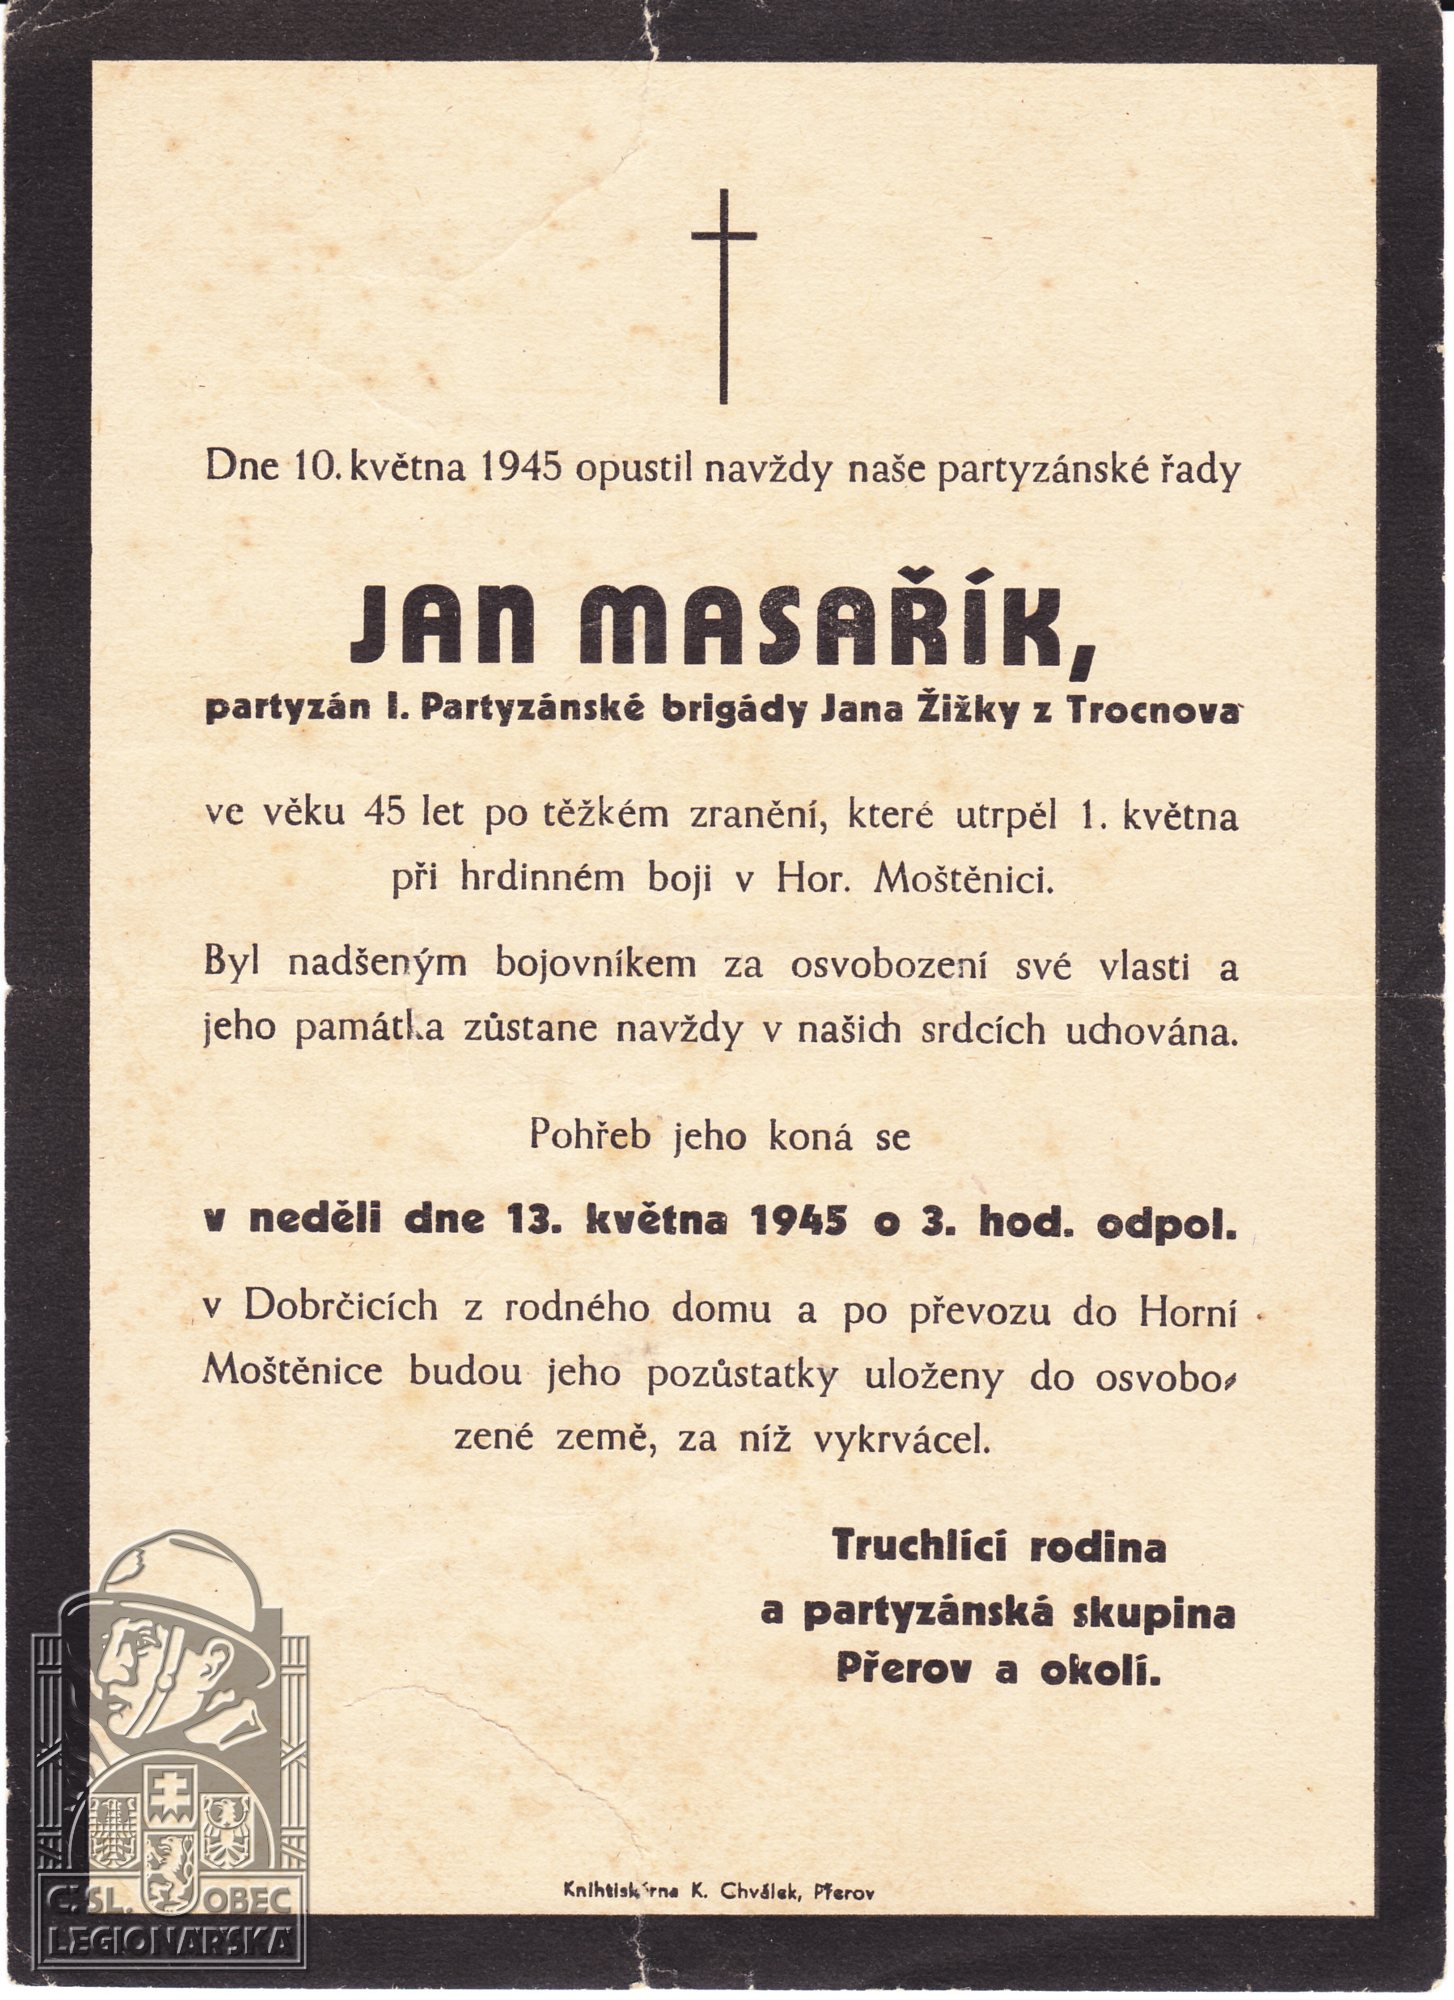 Dne 10. května 1945 opustil navždy naše partyzánské řady
JAN MASAŘÍK,
partyzán I. Partyzánské brigády Jana Žižky z Trocnova
ve věku 45 let po těžkém zranění, které utrpěl 1. května
při hrdinném boji v Hor. Moštěnici.
Byl nadšeným bojovníkem za osvobození své vlasti a
jeho památka zůstane navždy v našich srdcích uchována.
Pohřeb jeho koná se
v neděli dne 13. května 1945 o 3. hod. odpol.
v Dobrčicích z rodného domu a po převozu do Horní
Moštěnice budou jeho pozůstatky uloženy do osvobo-
zené země, za níž vykrvácel.
Truchlící rodina
a partyzánská skupina
Přerov a okolí.
Knihtiskárna K. Chválek, Přerov
Č.SL. OBEC
LEGIONÁŘSKÁ